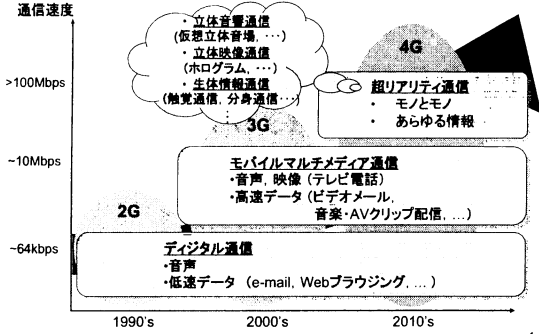 通信速度
・立体音響通信
(仮想立体音場, …)
・立体映像通信
(ホログラム, …)
・生体情報通信
(触覚通信, 分身通信…)
4G
>100Mbps
超リアリティ通信
・ モノとモノ
・ あらゆる情報
3G
~10Mbps
モバイルマルチメディア通信
・音声, 映像 (テレビ電話)
・高速データ (ビデオメール,
音楽・AVクリップ配信, …)
2G
~64kbps
ディジタル通信
・音声
・低速データ (e-mail, Webブラウジング, … )
1990's
2000's
2010's